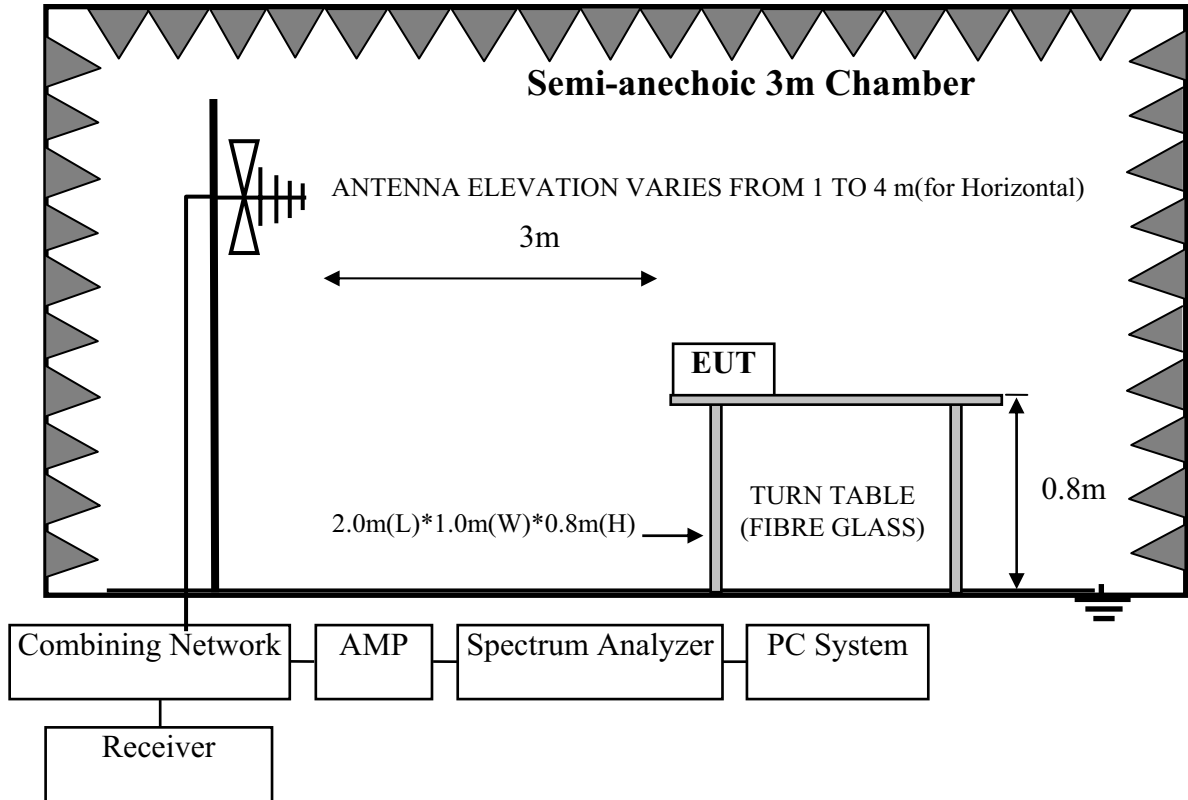 Semi-anechoic 3m Chamber
ANTENNA ELEVATION VARIES FROM 1 TO 4 m(for Horizontal)
3m
EUT
0.8m
TURN TABLE
(FIBRE GLASS)
2.0m(L)*1.0m(W)*0.8m(H)
Combining Network
AMP
Spectrum Analyzer
PC System
Receiver